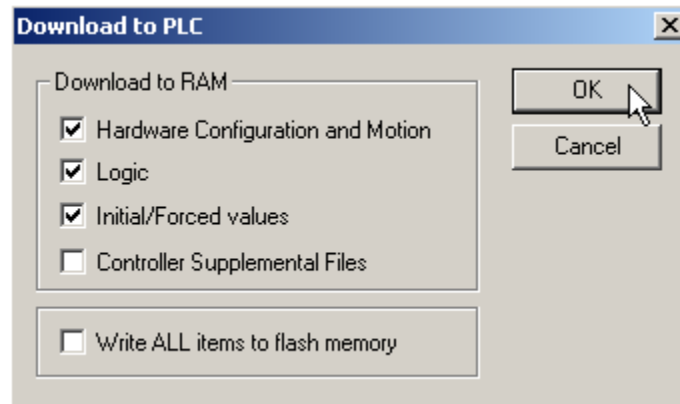 Download to PLC
Download to RAM
Hardware Configuration and Motion
Logic
Initial/Forced values
Controller Supplemental Files
Write ALL items to flash memory
OK
Cancel